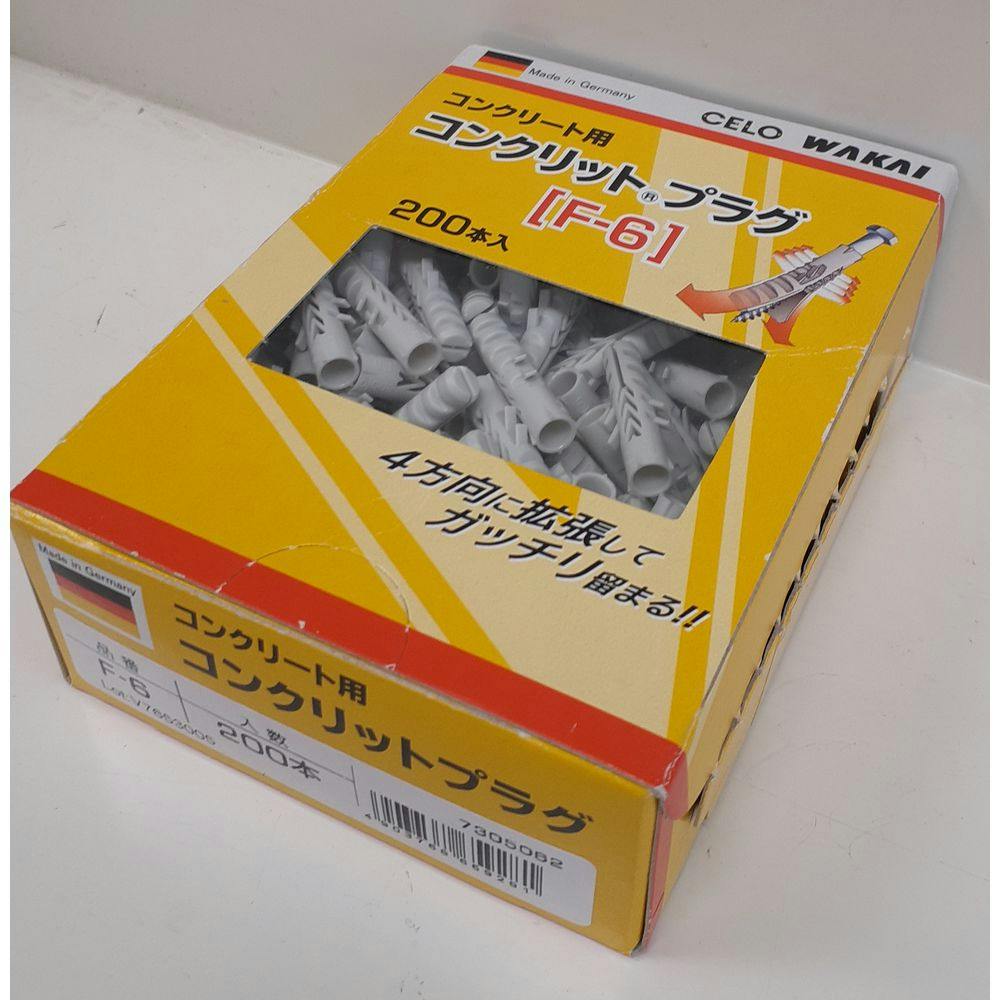 Made in Germany
CELO WAKAI
コンクリート用
コンクリット®プラグ
[F-6]
200本入
4方向に拡張して
ガッチリ留まる!!
Made in Germany
コンクリート用
コンクリットプラグ
品番 入数
F-6 200本
Lot:V7653005
7305082